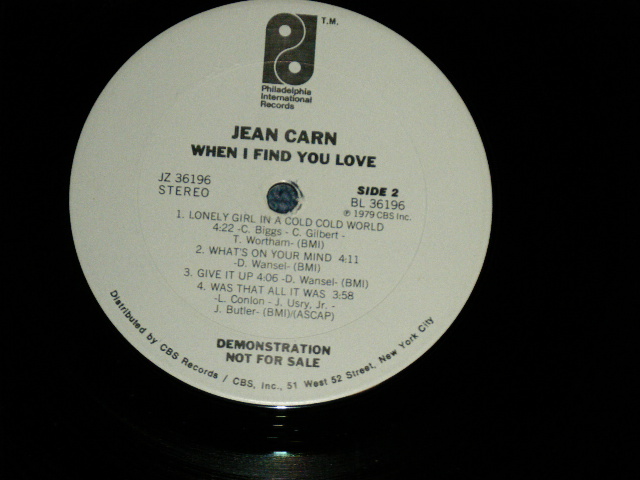 T.M.
Philadelphia
International
Records
JEAN CARN
WHEN I FIND YOU LOVE
JZ 36196
STEREO
SIDE 2
BL 36196
℗ 1979 CBS Inc.
1. LONELY GIRL IN A COLD COLD WORLD
4:22 -C. Biggs - C. Gilbert -
T. Wortham- (BMI)
2. WHAT'S ON YOUR MIND 4:11
-D. Wansel- (BMI)
3. GIVE IT UP 4:06 -D. Wansel- (BMI)
4. WAS THAT ALL IT WAS 3:58
-L. Conlon - J. Usry, Jr. -
J. Butler- (BMI)/(ASCAP)
DEMONSTRATION
NOT FOR SALE
Distributed by CBS Records / CBS, Inc., 51 West 52 Street, New York City